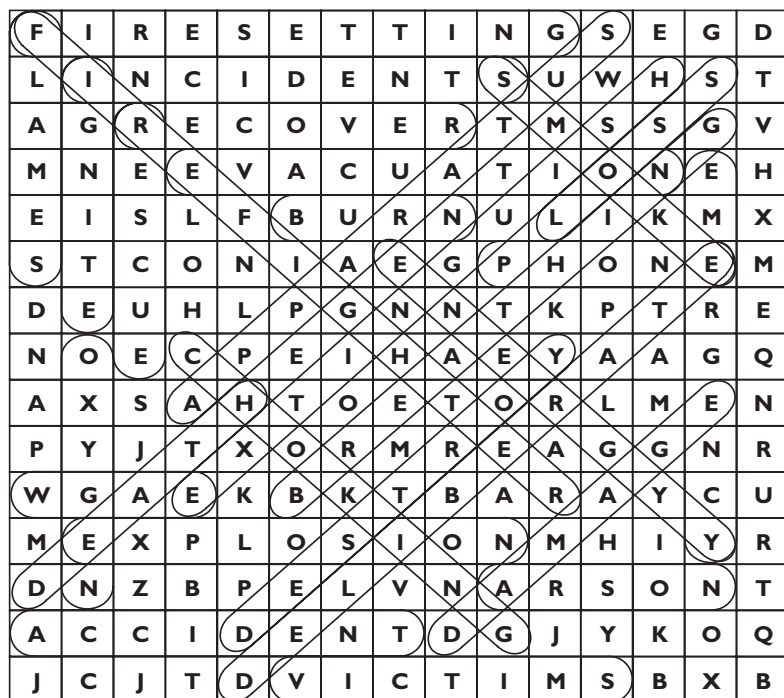 F I R E S E T T I N G S E G D
L I N C I D E N T S U W H S T
A G R E C O V E R T M S S G V
M N E E V A C U A T I O N E H
E I S L F B U R N U L I K M X
S T C O N I A E G P H O N E M
D E U H L P G N N T K P T R E
N O E C P E I H A E Y A A G Q
A X S A H T O E T O R L M E N
P Y J T X O R M R E A G G N R
W G A E K B K T B A R A Y C U
M E X P L O S I O N M H I Y R
D N Z B P E L V N A R S O N T
A C C I D E N T D G J Y K O Q
J C J T D V I C T I M S B X B